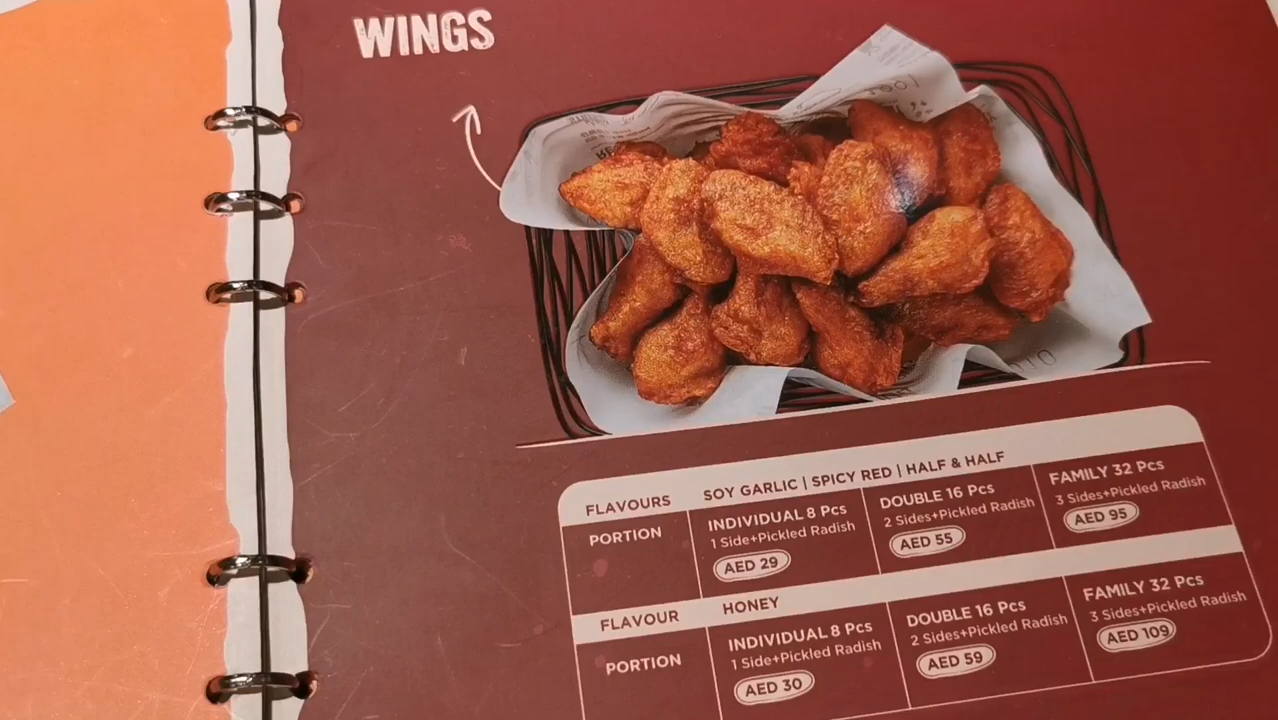 WINGS
FLAVOURS SOY GARLIC | SPICY RED | HALF & HALF
PORTION
INDIVIDUAL 8 Pcs
1 Side+Pickled Radish
AED 29
DOUBLE 16 Pcs
2 Sides+Pickled Radish
AED 55
FAMILY 32 Pcs
3 Sides+Pickled Radish
AED 95
FLAVOUR HONEY
PORTION
INDIVIDUAL 8 Pcs
1 Side+Pickled Radish
AED 30
DOUBLE 16 Pcs
2 Sides+Pickled Radish
AED 59
FAMILY 32 Pcs
3 Sides+Pickled Radish
AED 109